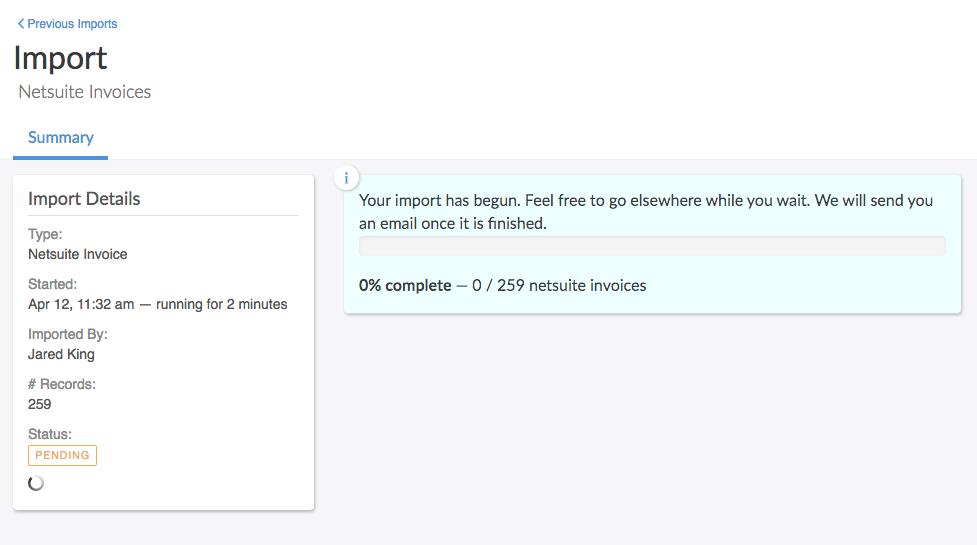 Previous Imports
Import
Netsuite Invoices
Summary
Import Details
Type:
Netsuite Invoice
Started:
Apr 12, 11:32 am — running for 2 minutes
Imported By:
Jared King
# Records:
259
Status:
PENDING
i
Your import has begun. Feel free to go elsewhere while you wait. We will send you
an email once it is finished.
0% complete — 0 / 259 netsuite invoices